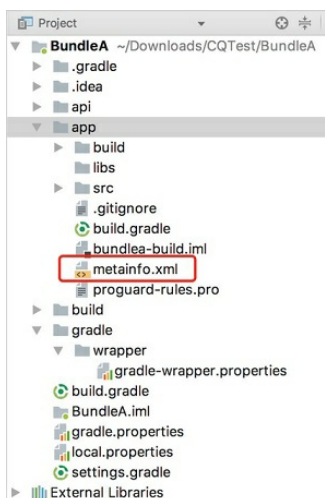 Project
BundleA ~/Downloads/CQTest/BundleA
.gradle
.idea
api
app
build
libs
src
.gitignore
build.gradle
bundlea-build.iml
metainfo.xml
proguard-rules.pro
build
gradle
wrapper
gradle-wrapper.properties
build.gradle
BundleA.iml
gradle.properties
local.properties
settings.gradle
External Libraries